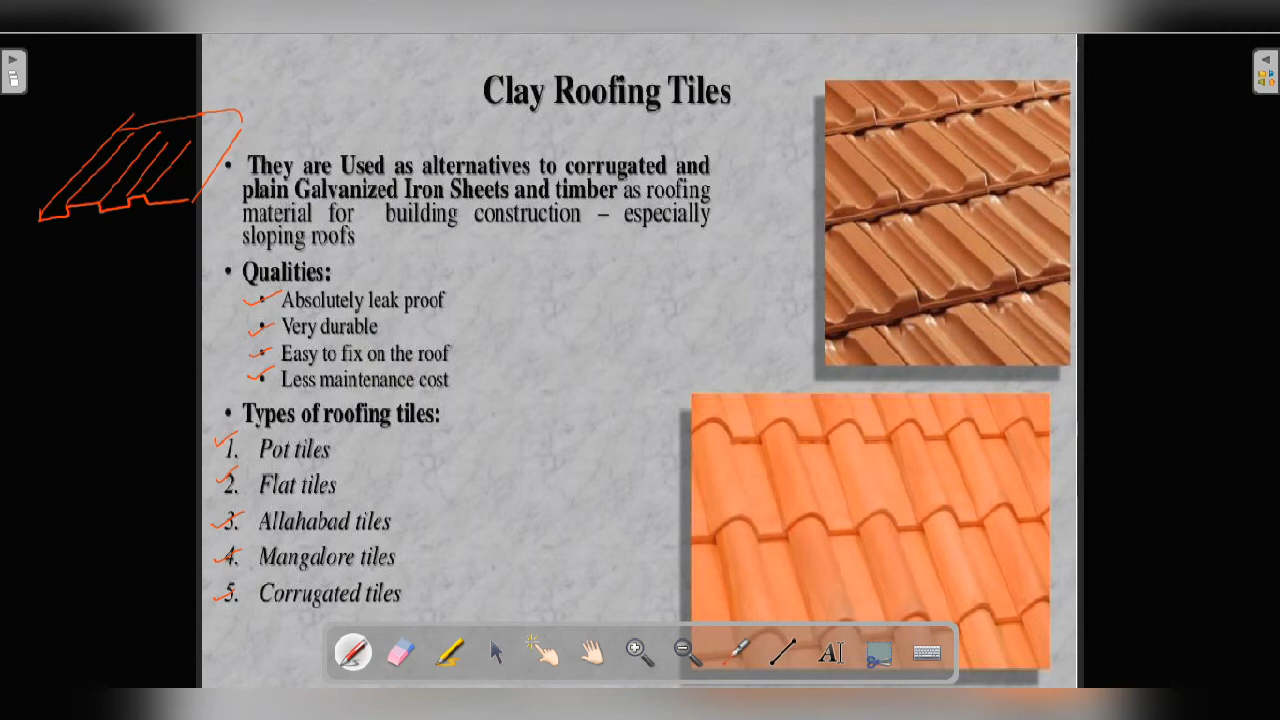 Clay Roofing Tiles
• They are Used as alternatives to corrugated and
plain Galvanized Iron Sheets and timber as roofing
material for building construction – especially
sloping roofs
• Qualities:
• Absolutely leak proof
• Very durable
• Easy to fix on the roof
• Less maintenance cost
• Types of roofing tiles:
1. Pot tiles
2. Flat tiles
3. Allahabad tiles
4. Mangalore tiles
5. Corrugated tiles